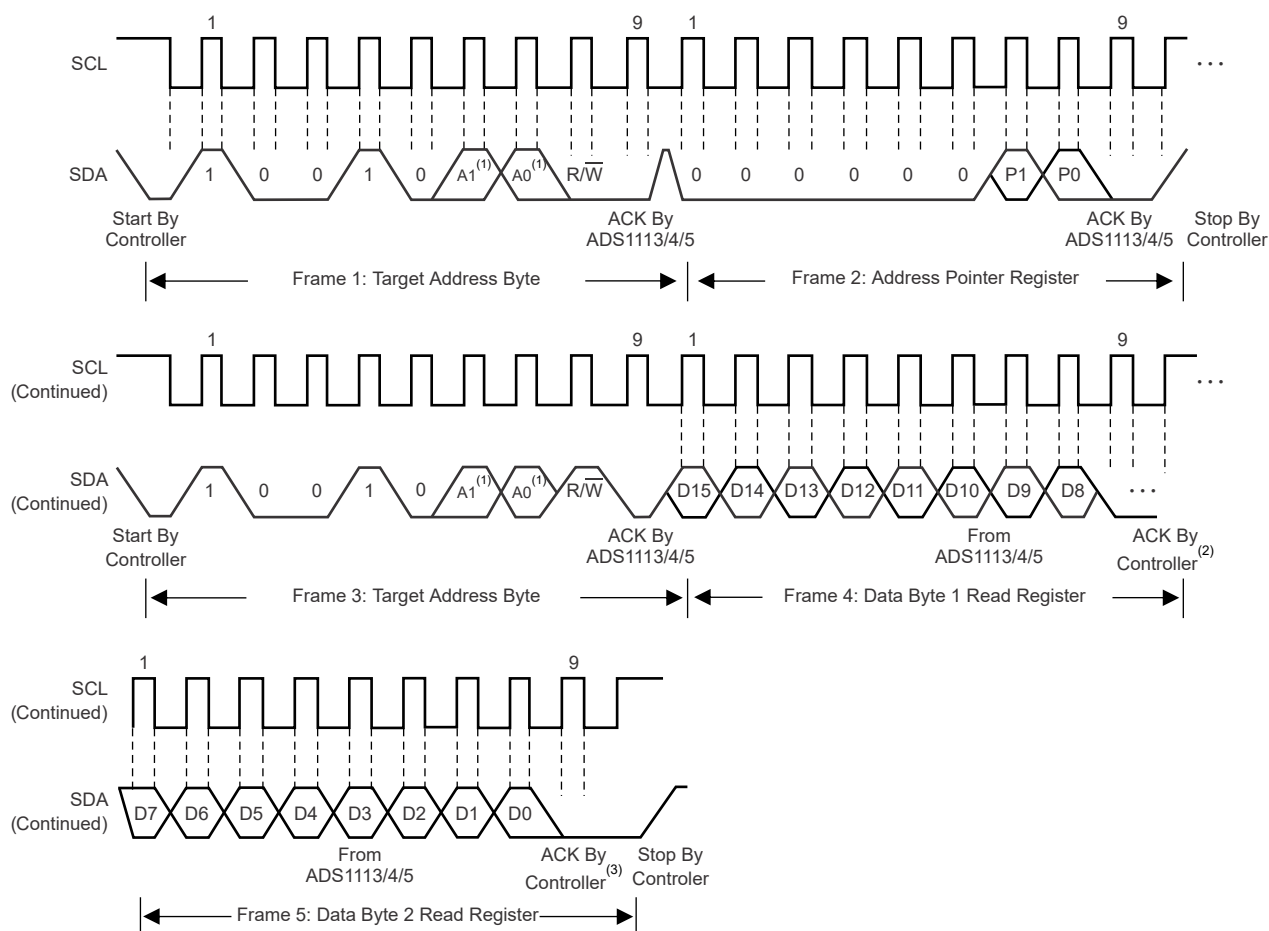 1 9 1 9
SCL ...
SDA 1 0 0 1 0 A1(1) A0(1) R/W̅ 0 0 0 0 0 0 P1 P0
Start By Controller
ACK By ADS1113/4/5
ACK By ADS1113/4/5
Stop By Controller
Frame 1: Target Address Byte
Frame 2: Address Pointer Register
1 9 1 9
SCL (Continued) ...
SDA (Continued) 1 0 0 1 0 A1(1) A0(1) R/W̅ D15 D14 D13 D12 D11 D10 D9 D8 ...
Start By Controller
ACK By ADS1113/4/5
From ADS1113/4/5
ACK By Controller(2)
Frame 3: Target Address Byte
Frame 4: Data Byte 1 Read Register
1 9
SCL (Continued)
SDA (Continued) D7 D6 D5 D4 D3 D2 D1 D0
From ADS1113/4/5
ACK By Controller(3)
Stop By Controler
Frame 5: Data Byte 2 Read Register